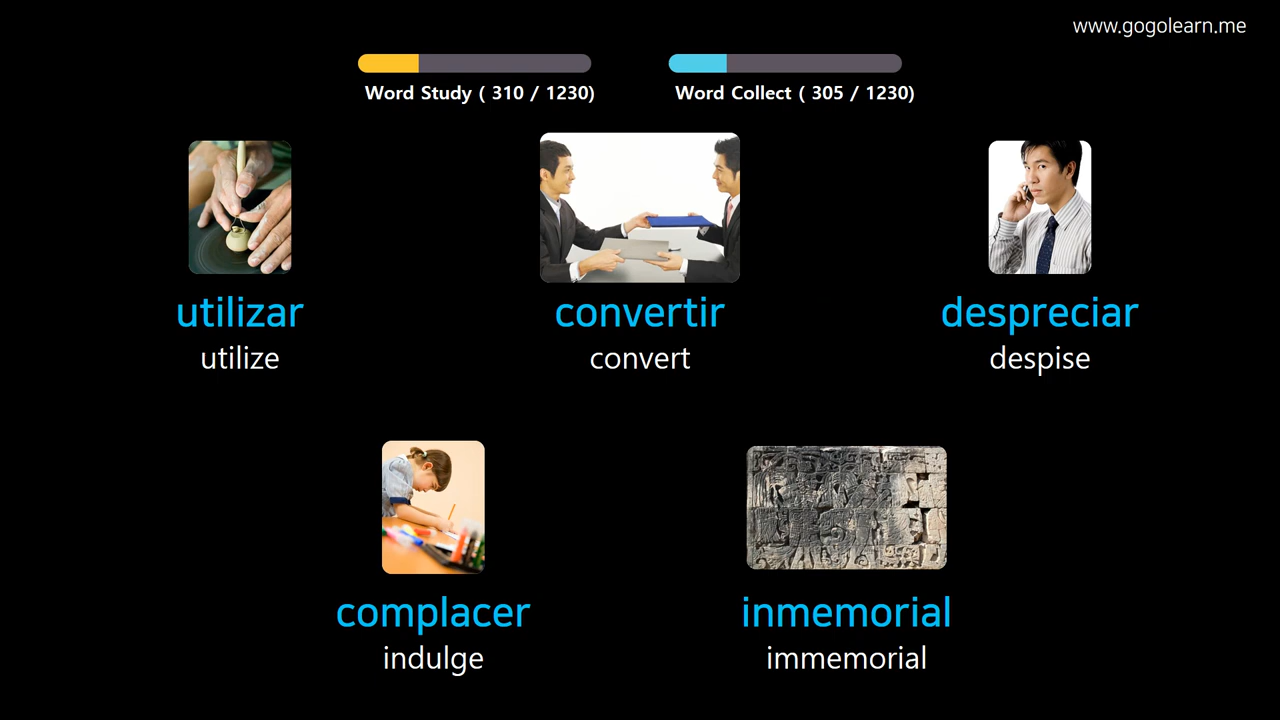 www.gogolearn.me
Word Study ( 310 / 1230)
Word Collect ( 305 / 1230)
utilizar
utilize
convertir
convert
despreciar
despise
complacer
indulge
inmemorial
immemorial